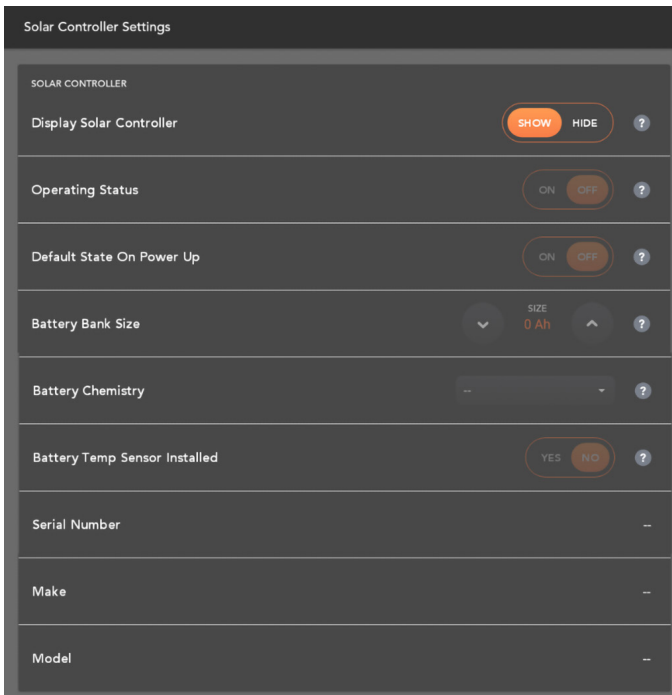 Solar Controller Settings
SOLAR CONTROLLER
Display Solar Controller SHOW HIDE ?
Operating Status ON OFF ?
Default State On Power Up ON OFF ?
SIZE
Battery Bank Size 0 Ah ?
Battery Chemistry -- ?
Battery Temp Sensor Installed YES NO ?
Serial Number --
Make --
Model --